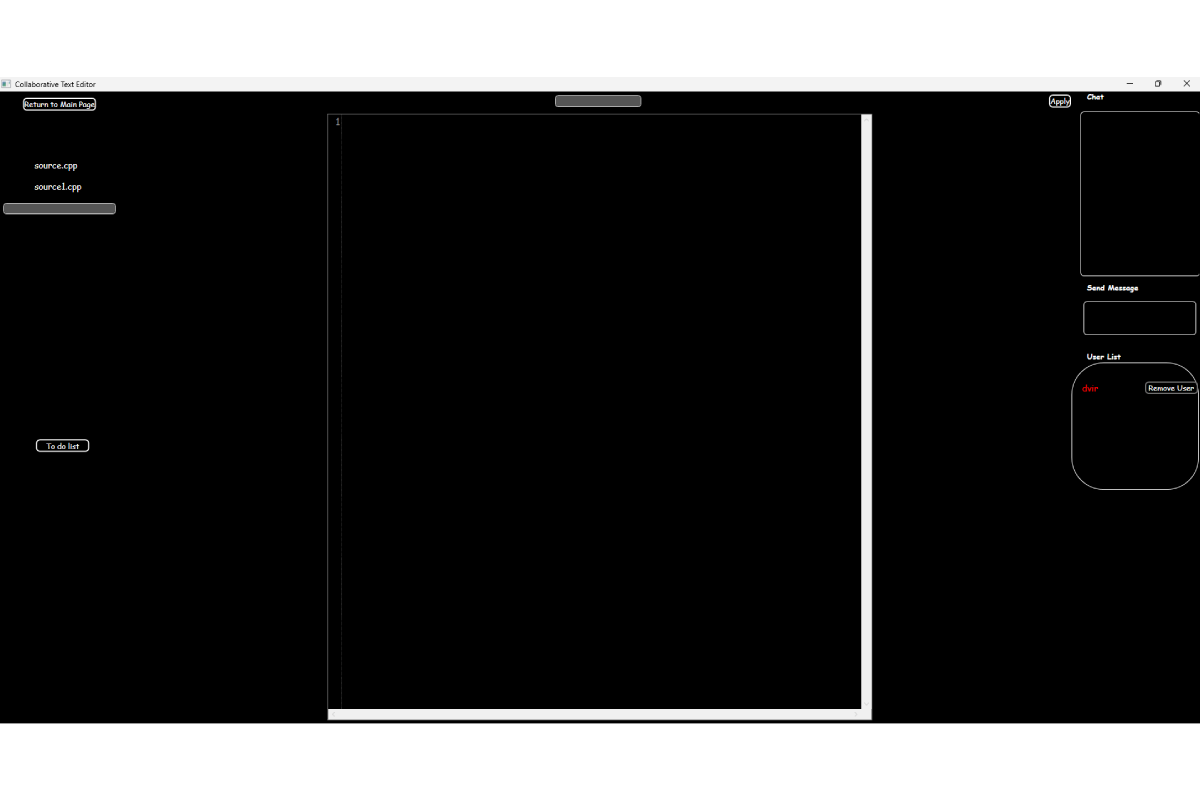 Collaborative Text Editor
Return to Main Page
source.cpp
source1.cpp
To do list
1
Apply
Chat
Send Message
User List
dvir
Remove User